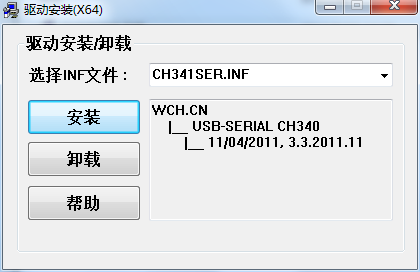 驱动安装(X64)
驱动安装/卸载
选择INF文件： CH341SER.INF
安装
卸载
帮助
WCH.CN
|__ USB-SERIAL CH340
|__ 11/04/2011, 3.3.2011.11